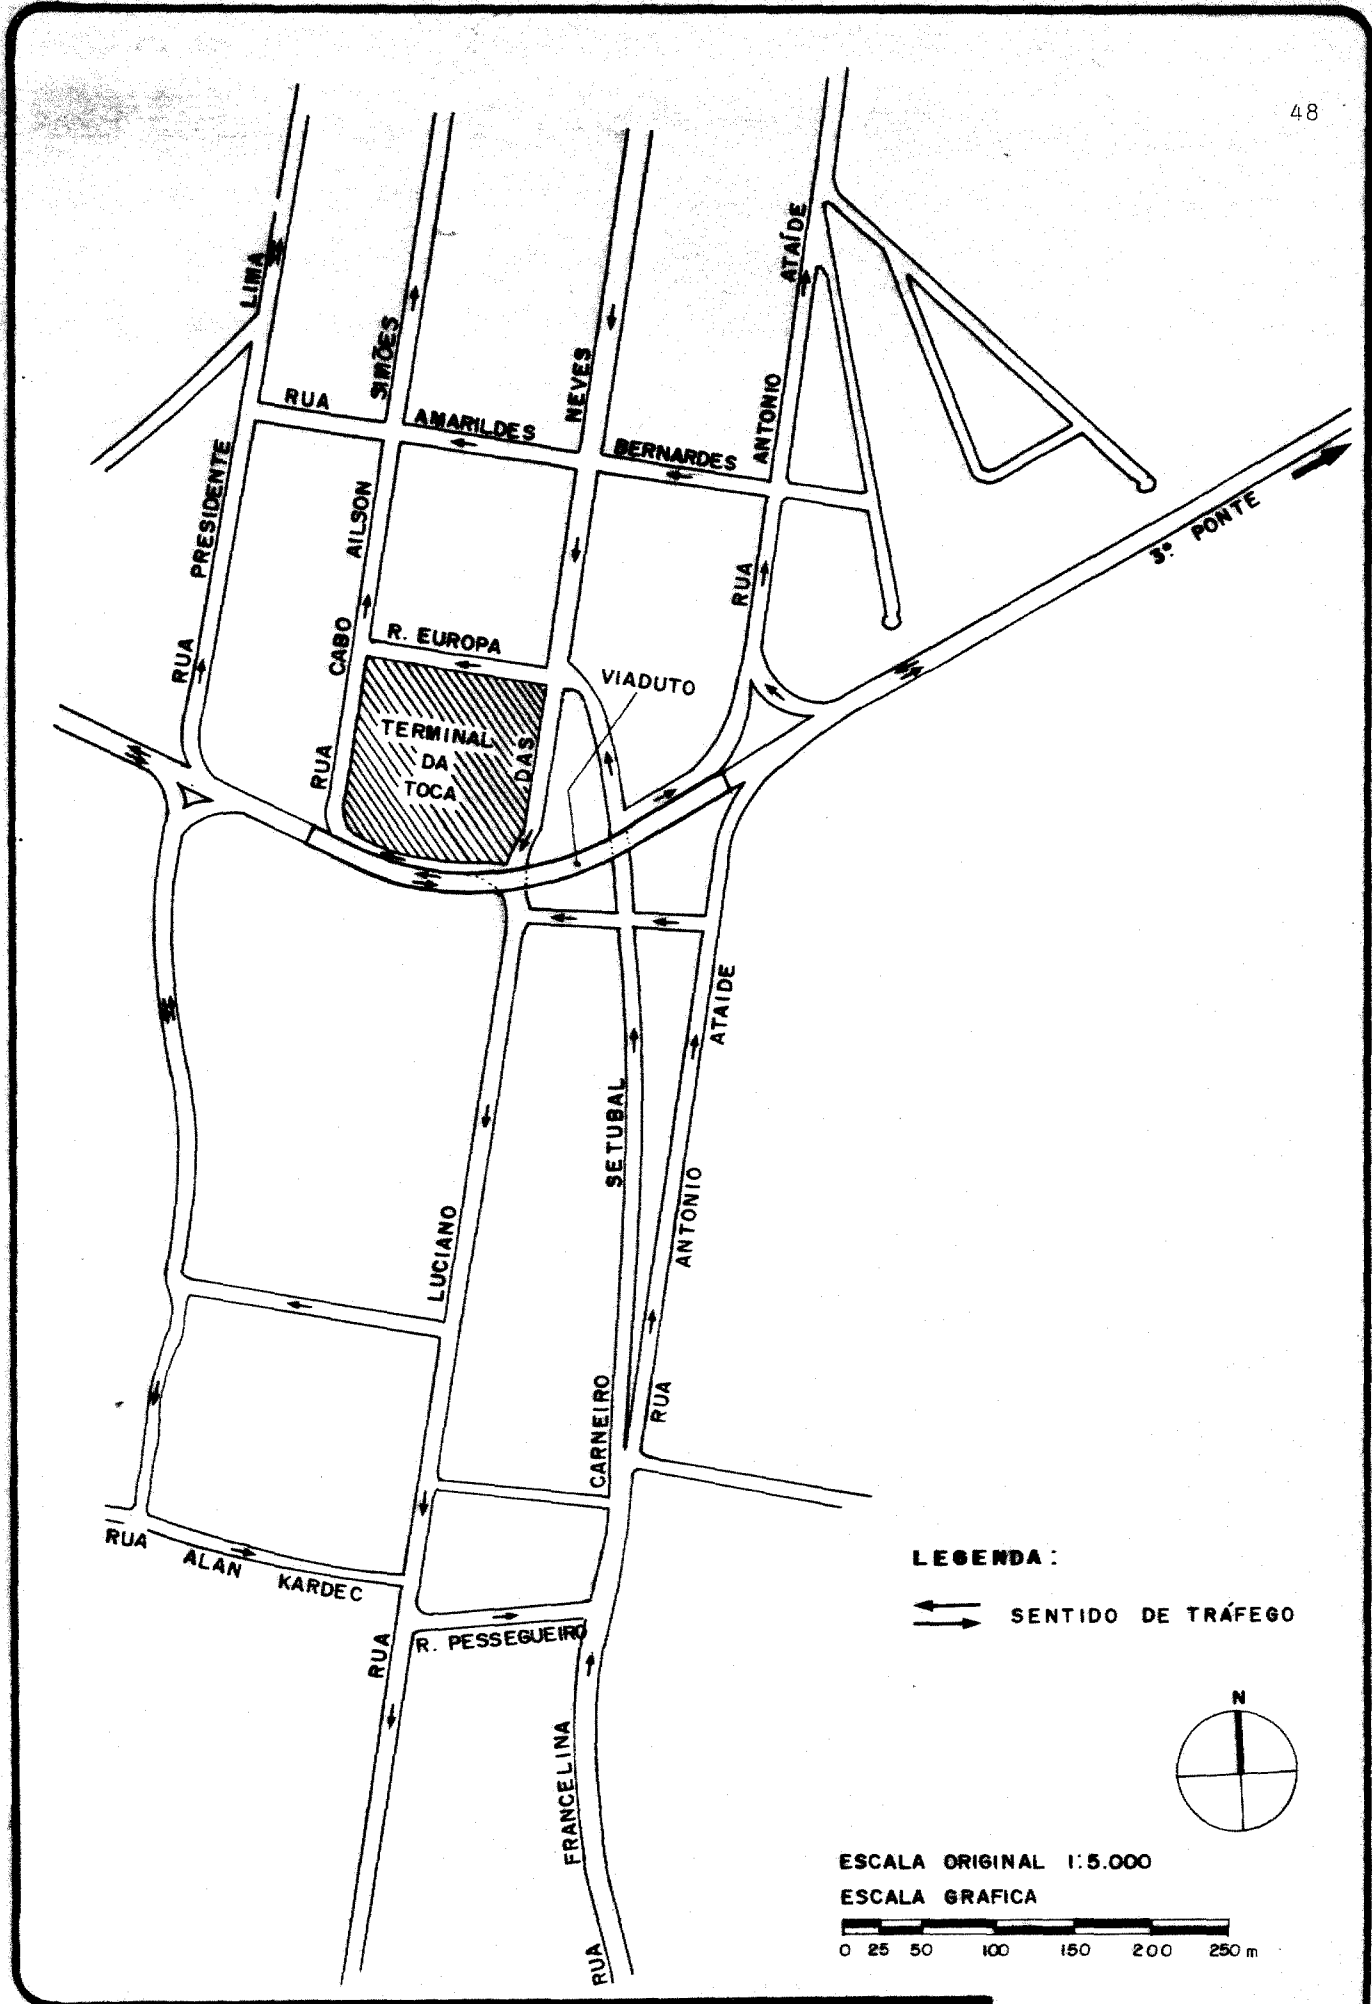 48
LIMA
PRESIDENTE
RUA
SIMÕES
AILSON
CABO
RUA
NEVES
DAS
LUCIANO
RUA
ATAÍDE
ANTONIO
RUA
RUA
AMARILDES
BERNARDES
R. EUROPA
VIADUTO
TERMINAL
DA
TOCA
3ª PONTE
ATAIDE
ANTONIO
RUA
SETUBAL
CARNEIRO
FRANCELINA
RUA
RUA ALAN KARDEC
R. PESSEGUEIRO
LEGENDA:
SENTIDO DE TRÁFEGO
N
ESCALA ORIGINAL 1:5.000
ESCALA GRAFICA
0 25 50 100 150 200 250 m